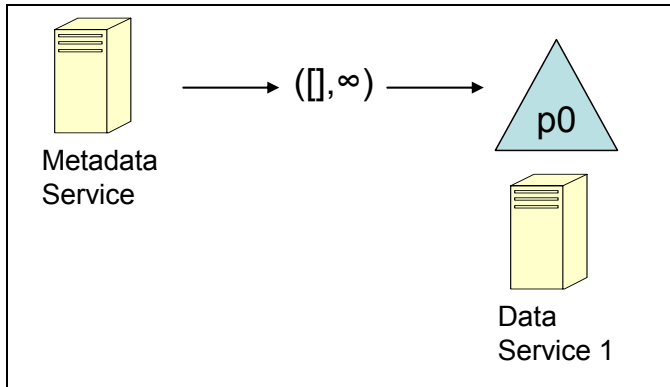 ([],∞)
p0
Metadata
Service
Data
Service 1